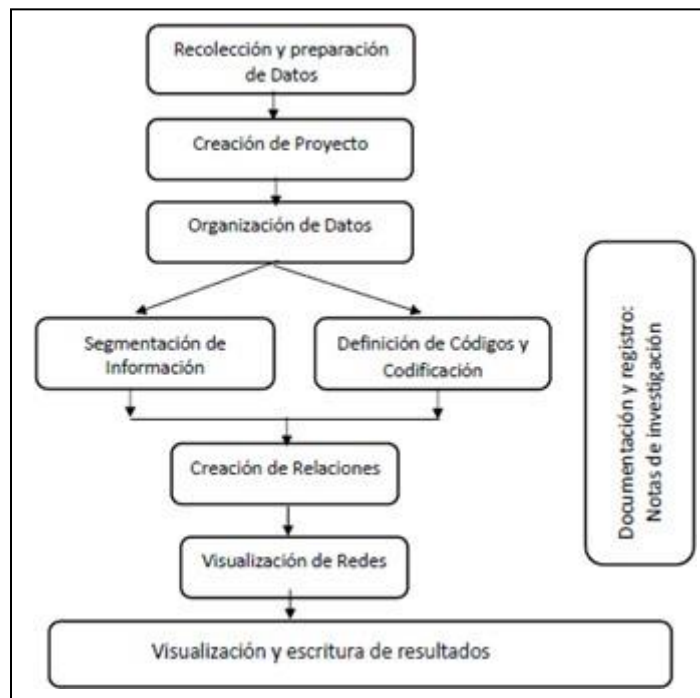 Recolección y preparación
de Datos
Creación de Proyecto
Organización de Datos
Segmentación de
Información
Definición de Códigos y
Codificación
Creación de Relaciones
Visualización de Redes
Visualización y escritura de resultados
Documentación y registro:
Notas de investigación